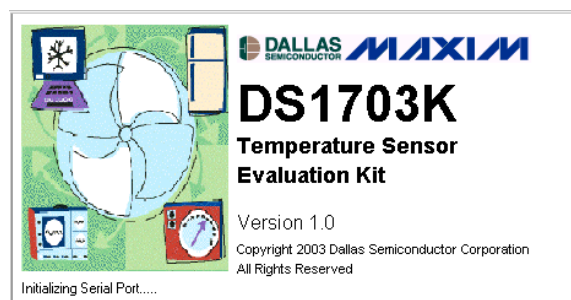 DALLAS SEMICONDUCTOR MAXIM
DS1703K
Temperature Sensor
Evaluation Kit
Version 1.0
Copyright 2003 Dallas Semiconductor Corporation
All Rights Reserved
Initializing Serial Port.....